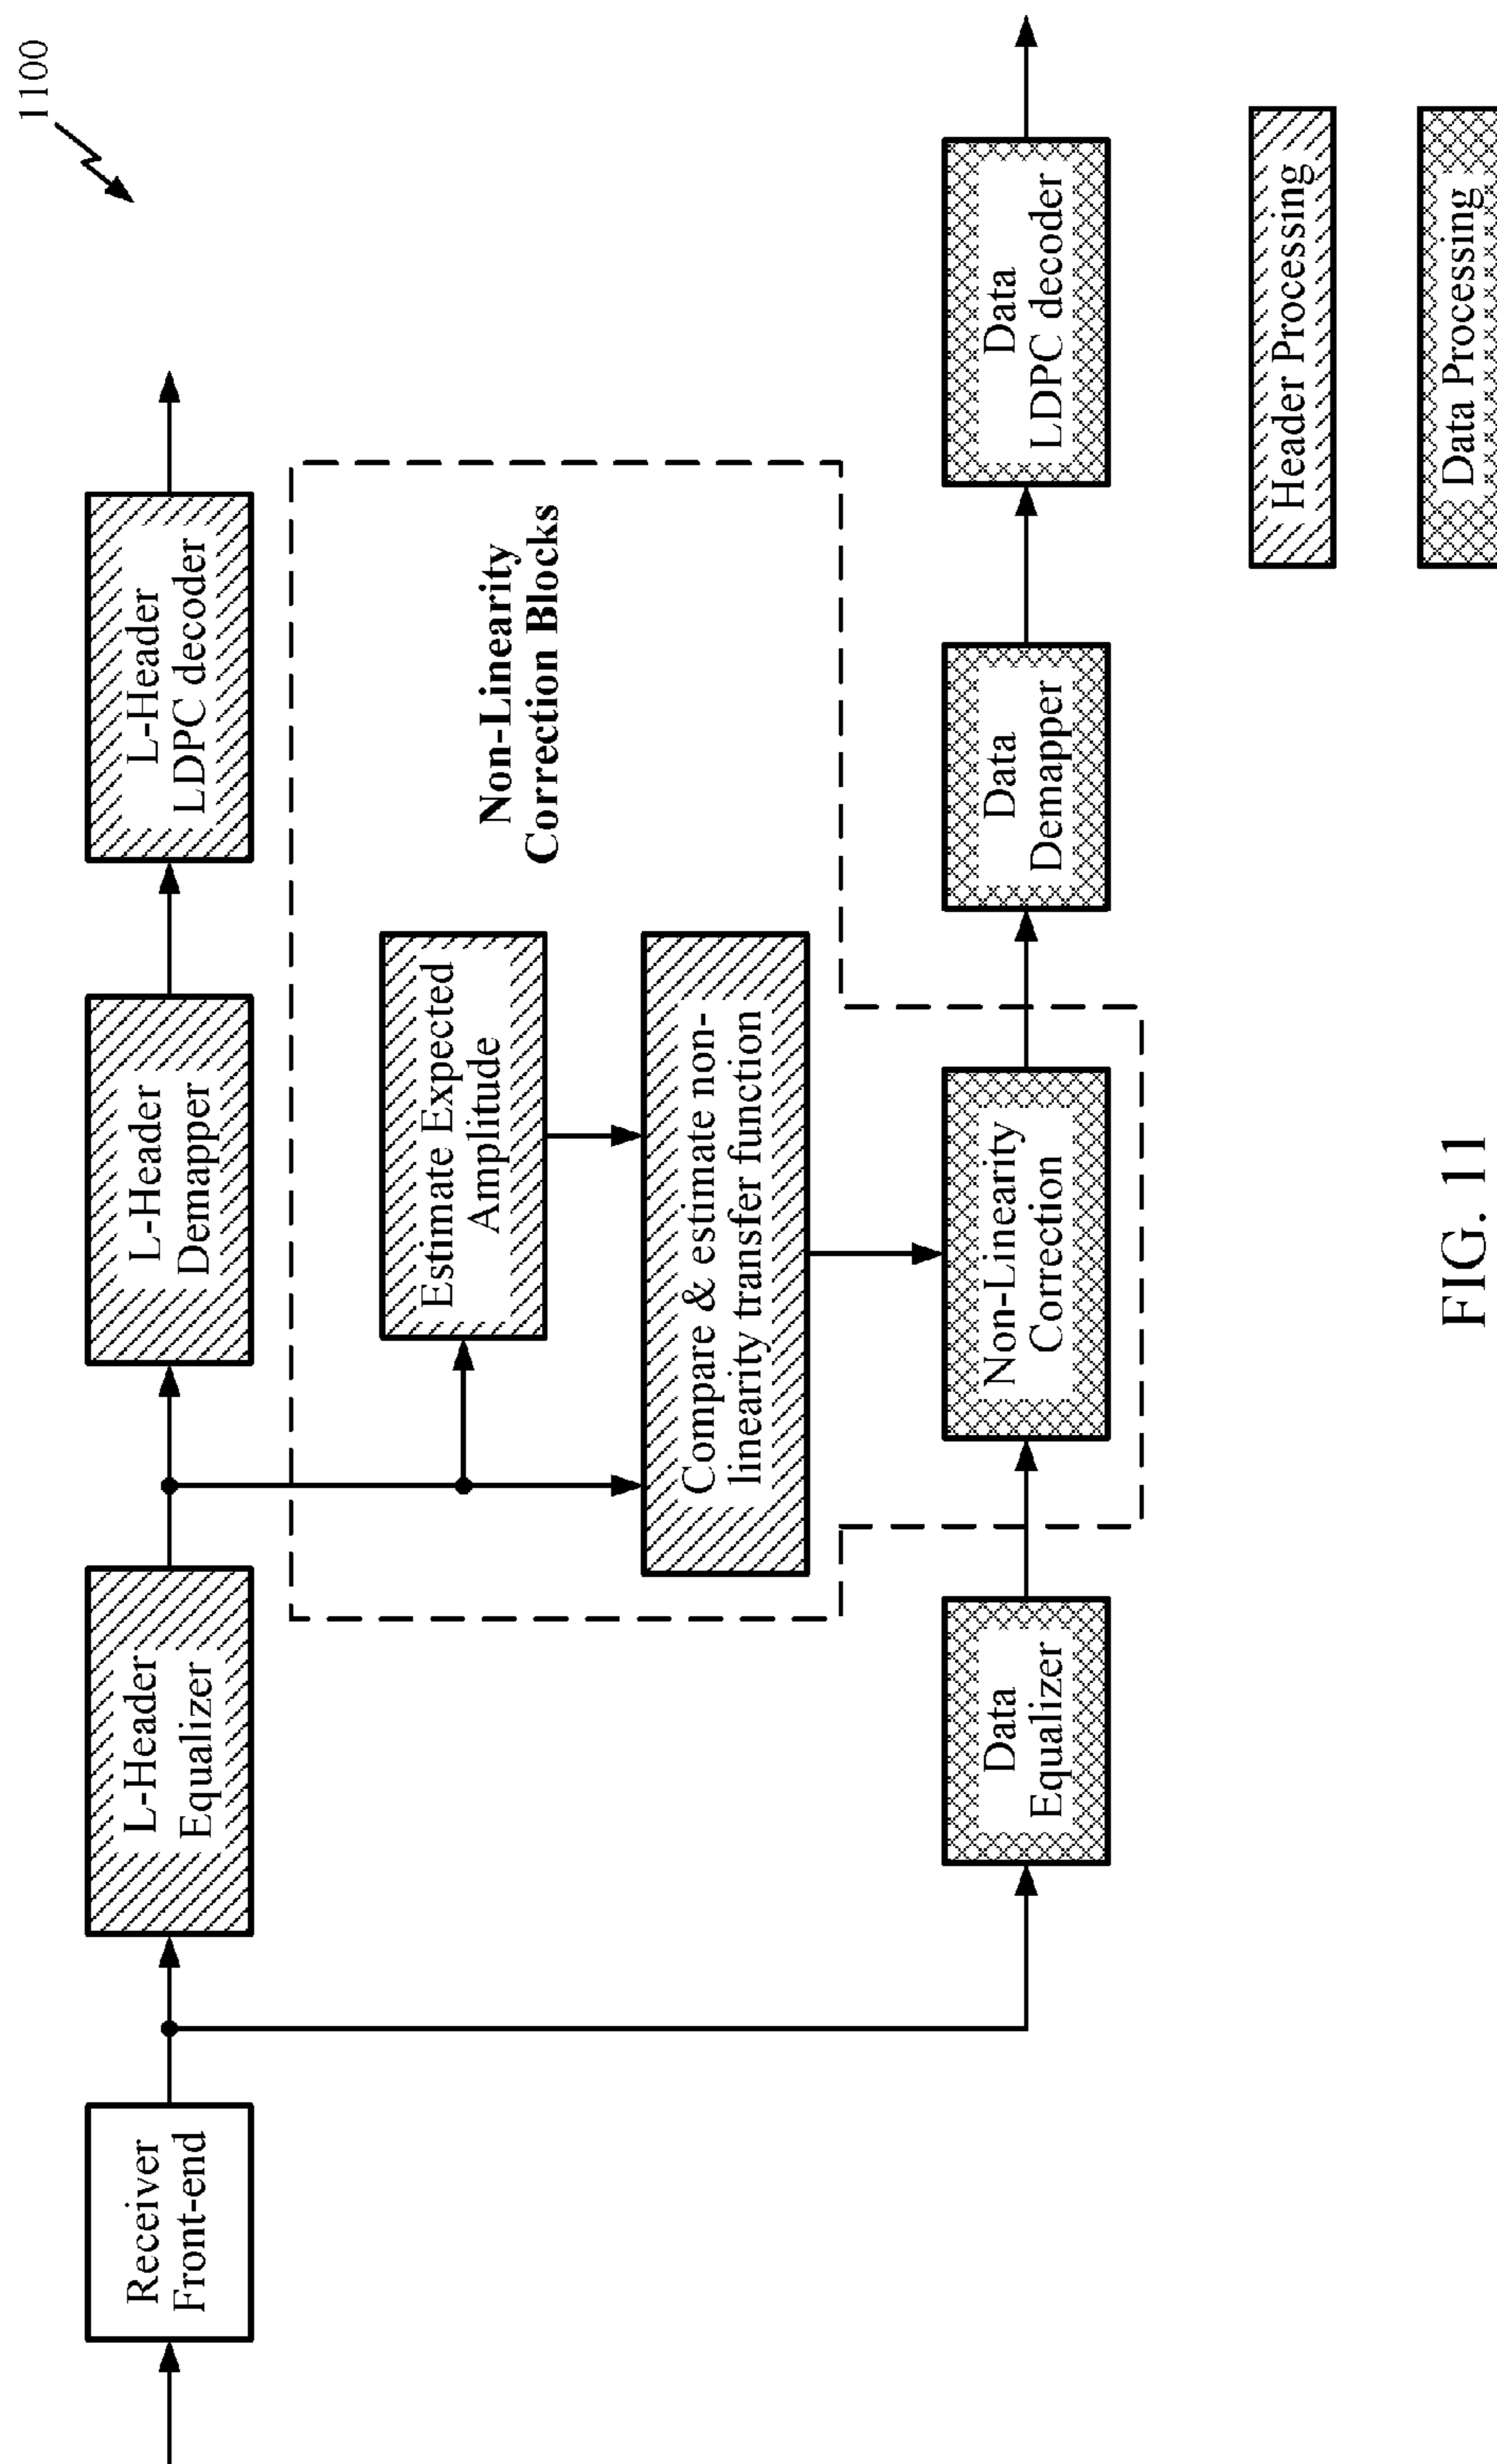 1100
Receiver
Front-end
L-Header
Equalizer
L-Header
Demapper
L-Header
LDPC decoder
Estimate Expected
Amplitude
Non-Linearity
Correction Blocks
Compare & estimate non-
linearity transfer function
Data
Equalizer
Non-Linearity
Correction
Data
Demapper
Data
LDPC decoder
Header Processing
Data Processing
FIG. 11